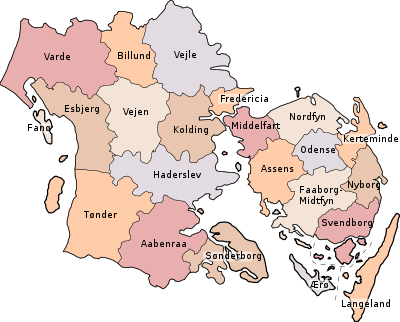 Varde
Billund
Vejle
Fredericia
Esbjerg
Vejen
Kolding
Middelfart
Nordfyn
Kerteminde
Fanø
Odense
Haderslev
Assens
Faaborg-
Midtfyn
Nyborg
Tønder
Aabenraa
Svendborg
Sønderborg
Ærø
Langeland